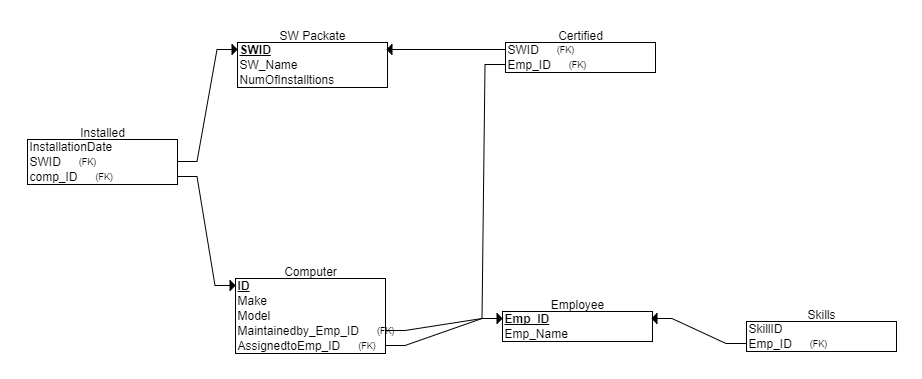 SW Packate
SWID
SW_Name
NumOfInstalltions
Certified
SWID (FK)
Emp_ID (FK)
Installed
InstallationDate
SWID (FK)
comp_ID (FK)
Computer
ID
Make
Model
Maintainedby_Emp_ID (FK)
AssignedtoEmp_ID (FK)
Employee
Emp_ID
Emp_Name
Skills
SkillID
Emp_ID (FK)